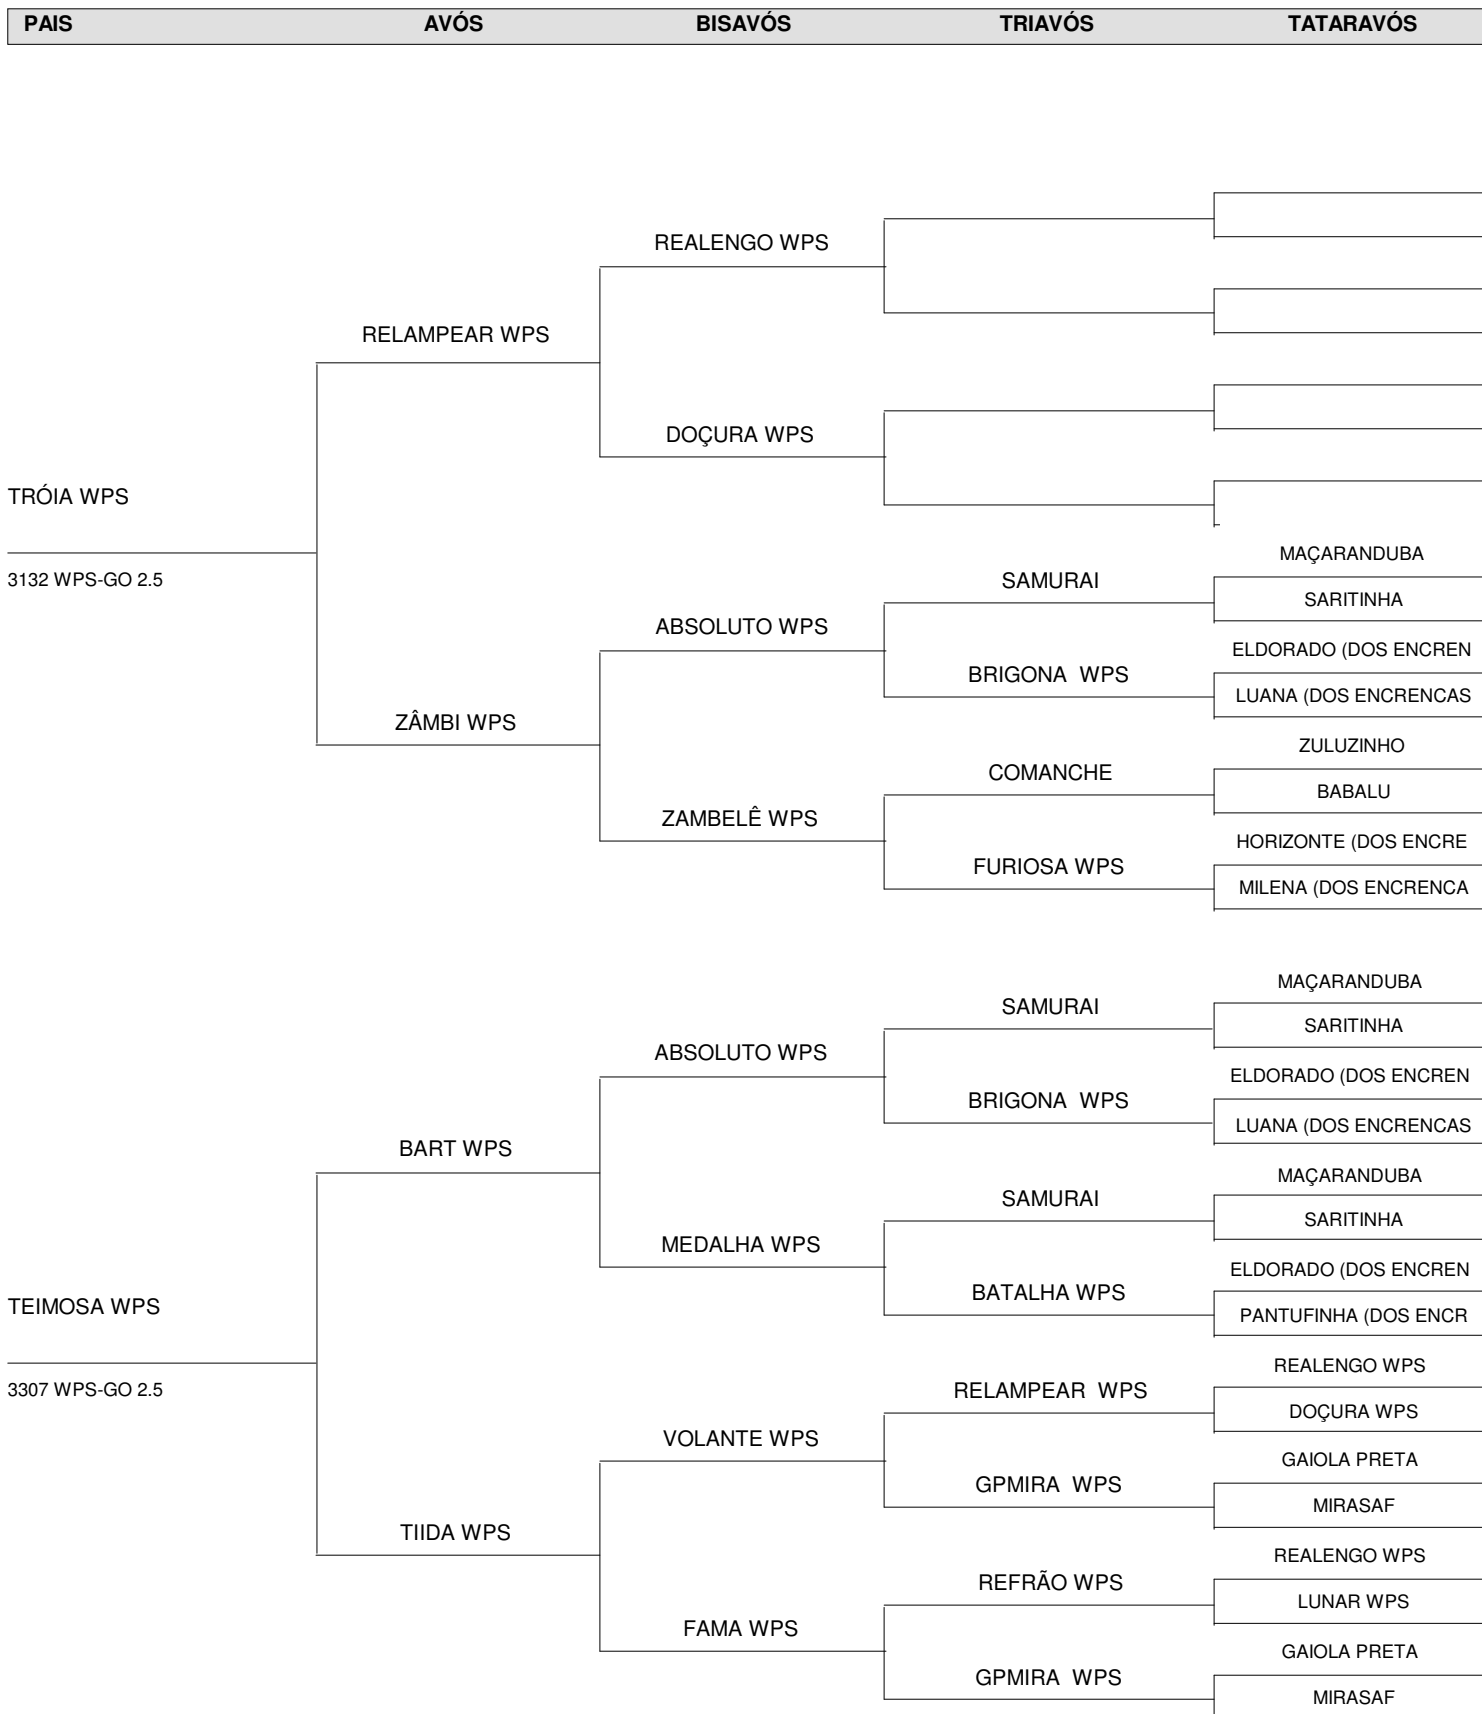 PAIS AVÓS BISAVÓS TRIAVÓS TATARAVÓS
REALENGO WPS
RELAMPEAR WPS
DOÇURA WPS
TRÓIA WPS
MAÇARANDUBA
3132 WPS-GO 2.5
SAMURAI
SARITINHA
ABSOLUTO WPS
ELDORADO (DOS ENCREN
BRIGONA WPS
LUANA (DOS ENCRENCAS
ZÂMBI WPS
ZULUZINHO
COMANCHE
BABALU
ZAMBELÊ WPS
HORIZONTE (DOS ENCRE
FURIOSA WPS
MILENA (DOS ENCRENCA
MAÇARANDUBA
SAMURAI
SARITINHA
ABSOLUTO WPS
ELDORADO (DOS ENCREN
BRIGONA WPS
LUANA (DOS ENCRENCAS
BART WPS
MAÇARANDUBA
SAMURAI
SARITINHA
MEDALHA WPS
ELDORADO (DOS ENCREN
BATALHA WPS
TEIMOSA WPS
PANTUFINHA (DOS ENCR
REALENGO WPS
3307 WPS-GO 2.5
RELAMPEAR WPS
DOÇURA WPS
VOLANTE WPS
GAIOLA PRETA
GPMIRA WPS
MIRASAF
TIIDA WPS
REALENGO WPS
REFRÃO WPS
LUNAR WPS
FAMA WPS
GAIOLA PRETA
GPMIRA WPS
MIRASAF